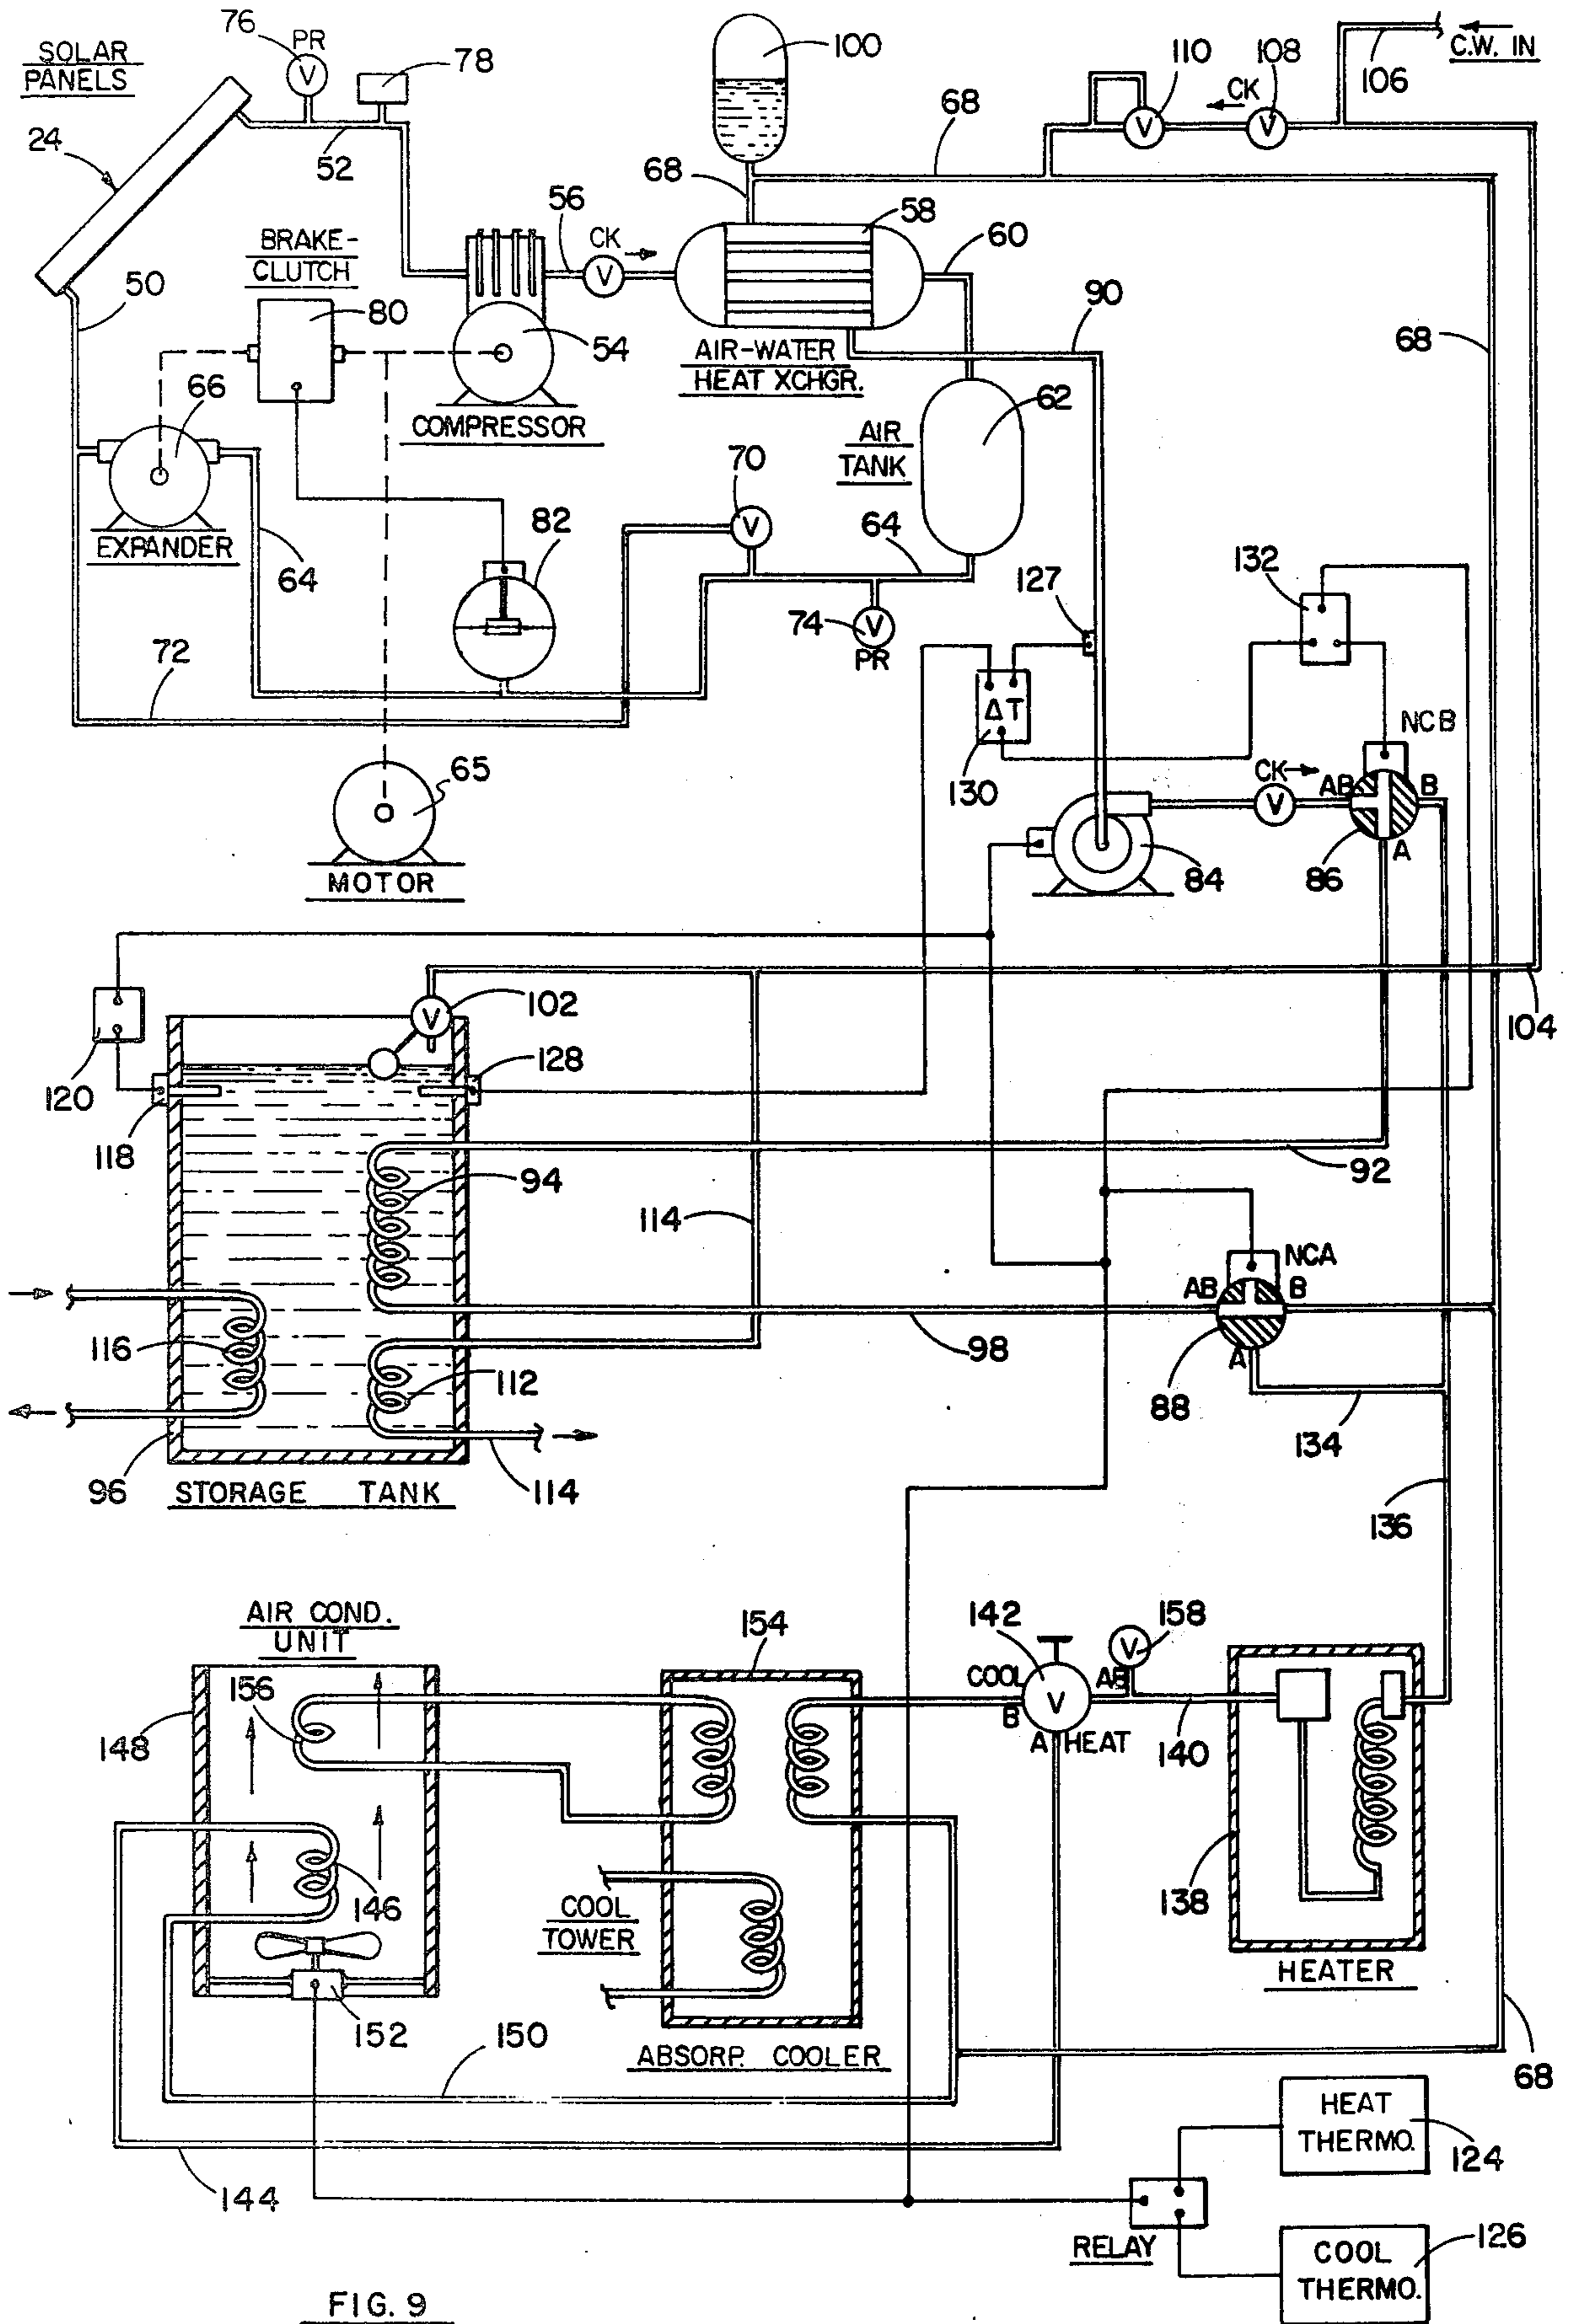 76
PR
V
78
100
C.W. IN
SOLAR
PANELS
110
108
CK
106
V
V
24
52
68
68
56
CK
58
60
BRAKE-
CLUTCH
V
50
80
54
90
68
AIR-WATER
HEAT XCHGR.
66
COMPRESSOR
62
AIR
TANK
70
V
EXPANDER
64
82
64
127
132
74
V
PR
72
ΔT
NCB
65
130
CK
V
AB
B
A
84
86
MOTOR
102
V
104
120
128
118
94
92
114
NCA
AB
B
116
98
A
112
88
134
96
STORAGE TANK
114
136
AIR COND.
UNIT
154
142
158
V
COOL
AB
156
V
B
148
A HEAT
140
146
COOL
TOWER
138
HEATER
152
150
ABSORP. COOLER
68
HEAT
THERMO.
124
144
RELAY
COOL
THERMO.
126
FIG. 9